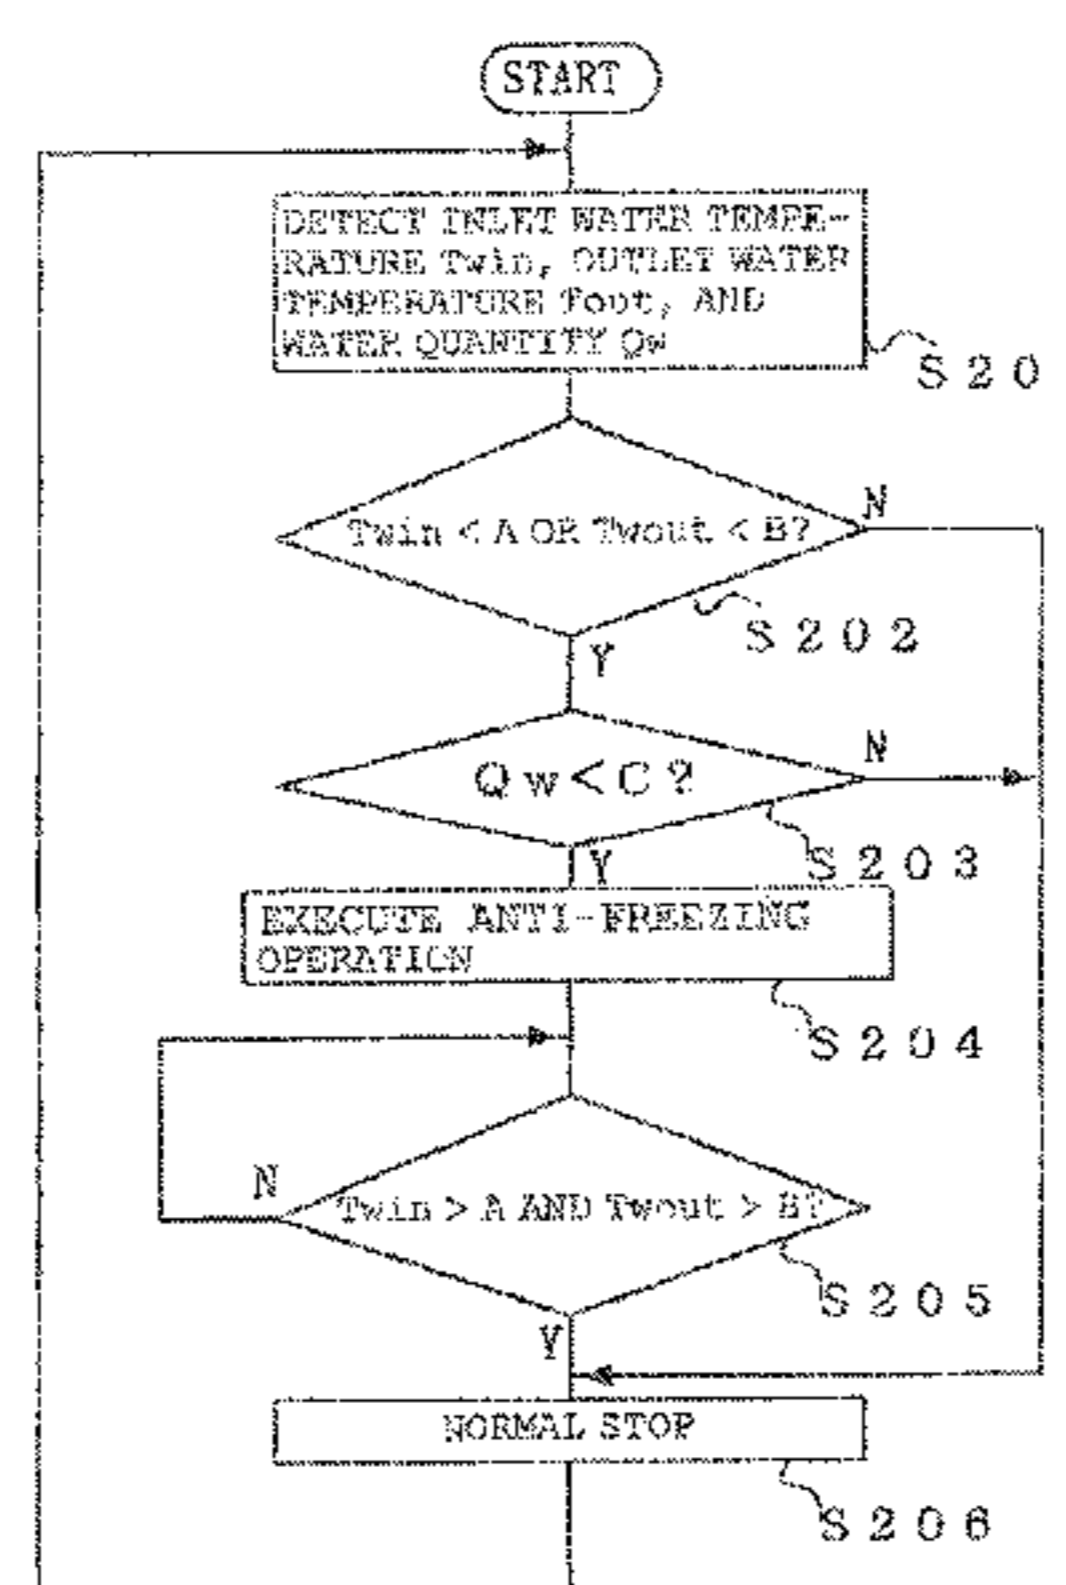 START
DETECT INLET WATER TEMPE-
RATURE Twin, OUTLET WATER
TEMPERATURE Fout, AND
WATER QUANTITY Qw
S20
N
Twin < A OR Twout < B?
S202
Y
N
Qw<C?
S203
Y
EXECUTE ANTI-FREEZING
OPERATION
S204
N
Twin > A AND Twout > B?
S205
Y
NORMAL STOP
S206